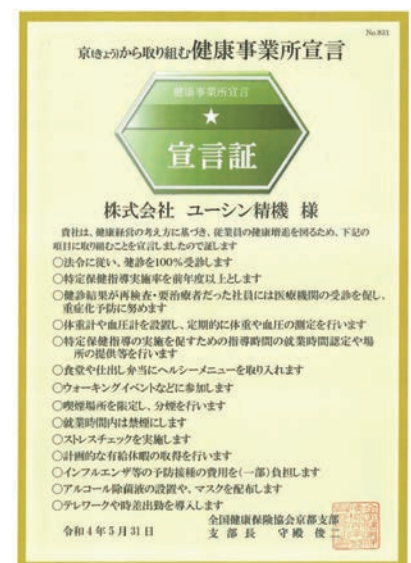 No.831
京(きょう)から取り組む健康事業所宣言
健康事業所宣言
★
宣言証
株式会社 ユーシン精機 様
貴社は、健康経営の考え方に基づき、従業員の健康増進を図るため、下記の
項目に取り組むことを宣言しましたので証します
○法令に従い、健診を100%受診します
○特定保健指導実施率を前年度以上とします
○健診結果が再検査・要治療者だった社員には医療機関の受診を促し、
重症化予防に努めます
○体重計や血圧計を設置し、定期的に体重や血圧の測定を行います
○特定保健指導の実施を促すための指導時間の就業時間認定や場
所の提供等を行います
○食堂や仕出し弁当にヘルシーメニューを取り入れます
○ウォーキングイベントなどに参加します
○喫煙場所を限定し、分煙を行います
○就業時間内は禁煙にします
○ストレスチェックを実施します
○計画的な有給休暇の取得を行います
○インフルエンザ等の予防接種の費用を(一部)負担します
○アルコール除菌液の設置や、マスクを配布します
○テレワークや時差出勤を導入します
令和4年5月31日
全国健康保険協会京都支部
支部長 守殿 俊二